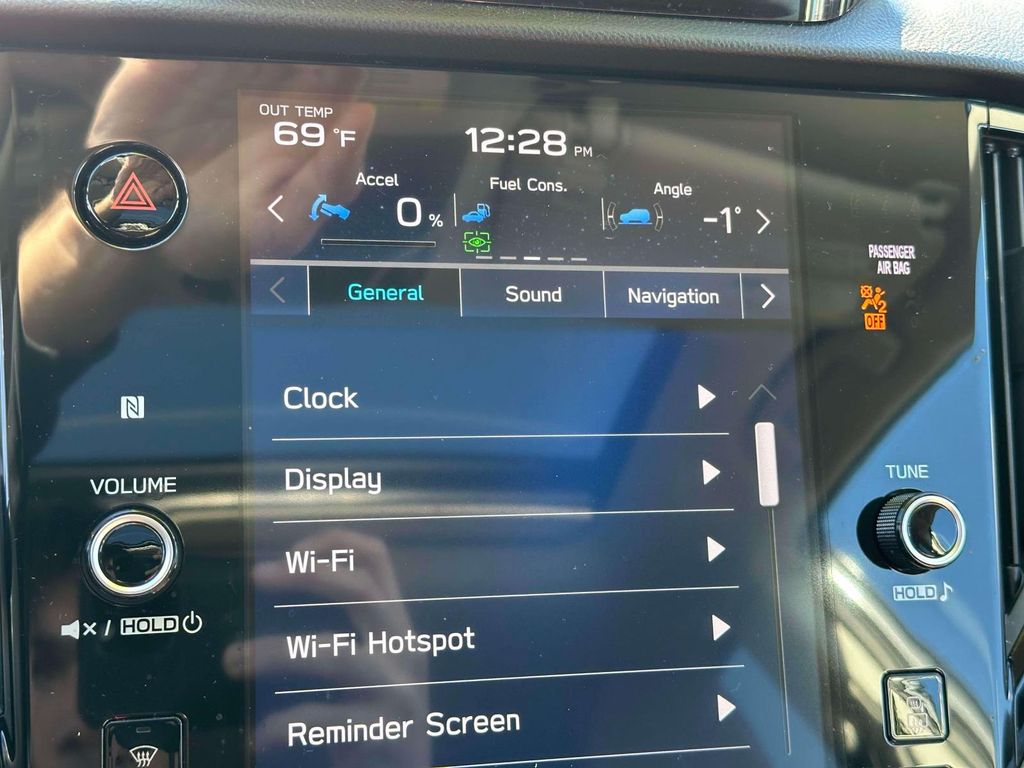 OUT TEMP
69 °F
12:28 PM
Accel
0 %
Fuel Cons.
Angle
-1°
General
Sound
Navigation
PASSENGER
AIR BAG
2
OFF
Clock
Display
Wi-Fi
Wi-Fi Hotspot
Reminder Screen
N
VOLUME
/ HOLD
TUNE
HOLD